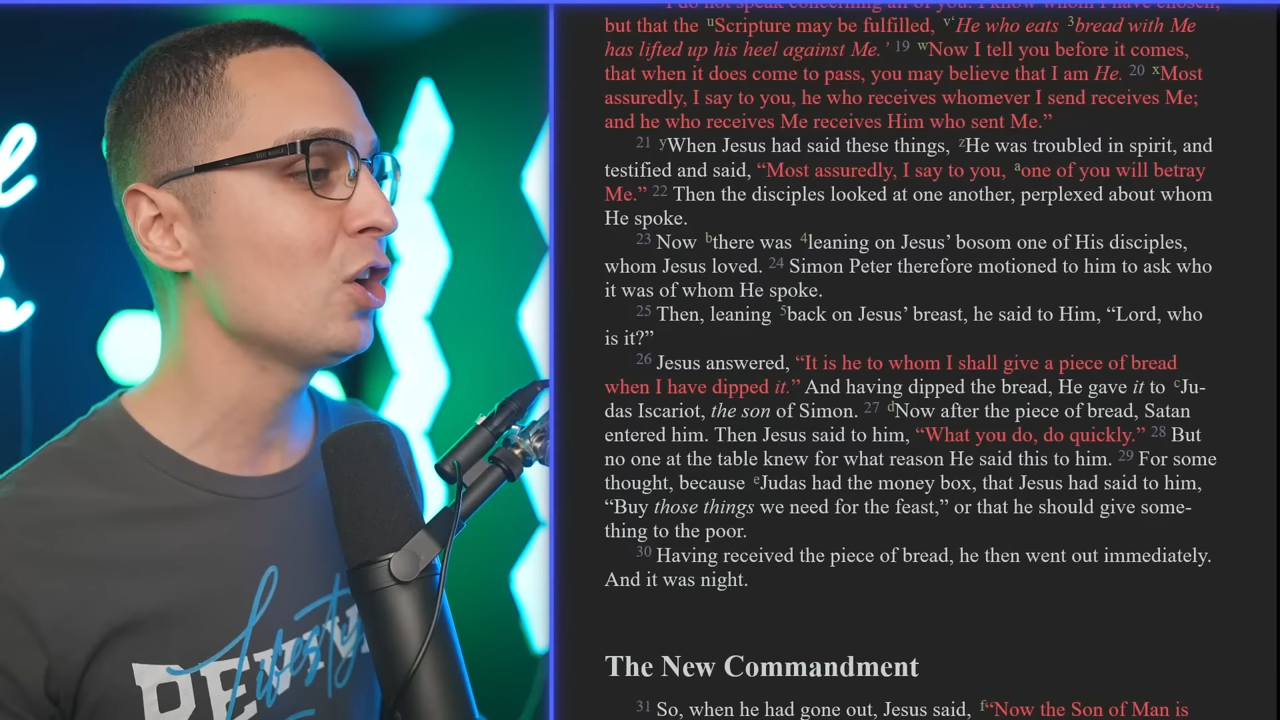 I do not speak concerning all of you. I know whom I have chosen,
but that the uScripture may be fulfilled, v‘He who eats 3bread with Me
has lifted up his heel against Me.’ 19 wNow I tell you before it comes,
that when it does come to pass, you may believe that I am He. 20 xMost
assuredly, I say to you, he who receives whomever I send receives Me;
and he who receives Me receives Him who sent Me.”
21 yWhen Jesus had said these things, zHe was troubled in spirit, and
testified and said, “Most assuredly, I say to you, aone of you will betray
Me.” 22 Then the disciples looked at one another, perplexed about whom
He spoke.
23 Now bthere was 4leaning on Jesus’ bosom one of His disciples,
whom Jesus loved. 24 Simon Peter therefore motioned to him to ask who
it was of whom He spoke.
25 Then, leaning 5back on Jesus’ breast, he said to Him, “Lord, who
is it?”
26 Jesus answered, “It is he to whom I shall give a piece of bread
when I have dipped it.” And having dipped the bread, He gave it to cJu-
das Iscariot, the son of Simon. 27 dNow after the piece of bread, Satan
entered him. Then Jesus said to him, “What you do, do quickly.” 28 But
no one at the table knew for what reason He said this to him. 29 For some
thought, because eJudas had the money box, that Jesus had said to him,
“Buy those things we need for the feast,” or that he should give some-
thing to the poor.
30 Having received the piece of bread, he then went out immediately.
And it was night.
The New Commandment
31 So, when he had gone out, Jesus said, f“Now the Son of Man is